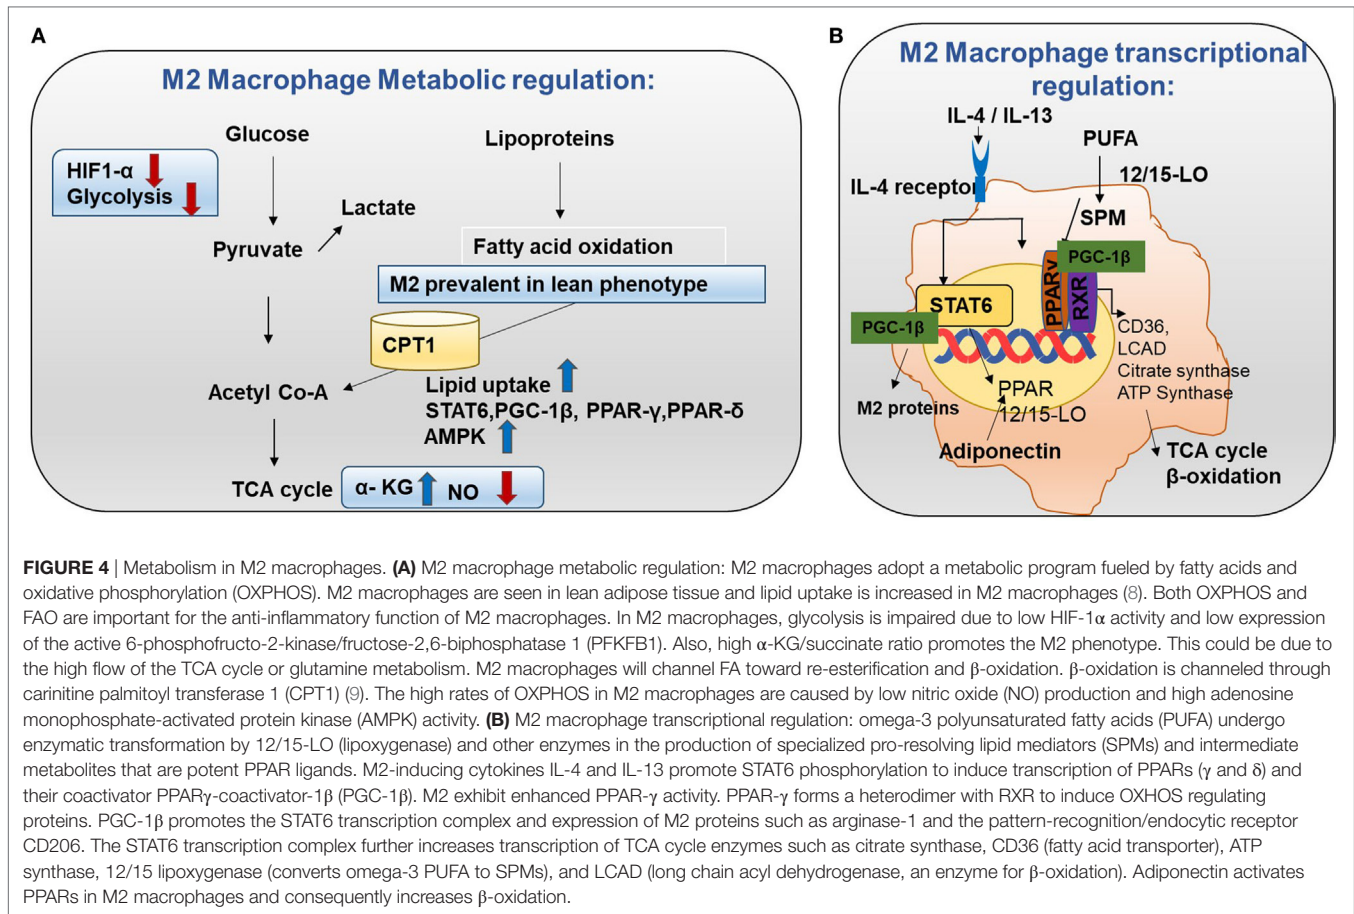 A
M2 Macrophage Metabolic regulation:
Glucose
Lipoproteins
HIF1-α
Glycolysis
Lactate
Pyruvate
Fatty acid oxidation
M2 prevalent in lean phenotype
CPT1
Acetyl Co-A
Lipid uptake
STAT6,PGC-1β, PPAR-γ,PPAR-δ
AMPK
TCA cycle
α- KG
NO
B
M2 Macrophage transcriptional
regulation:
IL-4 / IL-13
PUFA
12/15-LO
IL-4 receptor
SPM
PGC-1β
PPARγ
RXR
STAT6
PGC-1β
CD36,
LCAD
Citrate synthase
ATP Synthase
PPAR
12/15-LO
M2 proteins
Adiponectin
TCA cycle
β-oxidation
FIGURE 4 | Metabolism in M2 macrophages. (A) M2 macrophage metabolic regulation: M2 macrophages adopt a metabolic program fueled by fatty acids and
oxidative phosphorylation (OXPHOS). M2 macrophages are seen in lean adipose tissue and lipid uptake is increased in M2 macrophages (8). Both OXPHOS and
FAO are important for the anti-inflammatory function of M2 macrophages. In M2 macrophages, glycolysis is impaired due to low HIF-1α activity and low expression
of the active 6-phosphofructo-2-kinase/fructose-2,6-biphosphatase 1 (PFKFB1). Also, high α-KG/succinate ratio promotes the M2 phenotype. This could be due to
the high flow of the TCA cycle or glutamine metabolism. M2 macrophages will channel FA toward re-esterification and β-oxidation. β-oxidation is channeled through
carinitine palmitoyl transferase 1 (CPT1) (9). The high rates of OXPHOS in M2 macrophages are caused by low nitric oxide (NO) production and high adenosine
monophosphate-activated protein kinase (AMPK) activity. (B) M2 macrophage transcriptional regulation: omega-3 polyunsaturated fatty acids (PUFA) undergo
enzymatic transformation by 12/15-LO (lipoxygenase) and other enzymes in the production of specialized pro-resolving lipid mediators (SPMs) and intermediate
metabolites that are potent PPAR ligands. M2-inducing cytokines IL-4 and IL-13 promote STAT6 phosphorylation to induce transcription of PPARs (γ and δ) and
their coactivator PPARγ-coactivator-1β (PGC-1β). M2 exhibit enhanced PPAR-γ activity. PPAR-γ forms a heterodimer with RXR to induce OXHOS regulating
proteins. PGC-1β promotes the STAT6 transcription complex and expression of M2 proteins such as arginase-1 and the pattern-recognition/endocytic receptor
CD206. The STAT6 transcription complex further increases transcription of TCA cycle enzymes such as citrate synthase, CD36 (fatty acid transporter), ATP
synthase, 12/15 lipoxygenase (converts omega-3 PUFA to SPMs), and LCAD (long chain acyl dehydrogenase, an enzyme for β-oxidation). Adiponectin activates
PPARs in M2 macrophages and consequently increases β-oxidation.